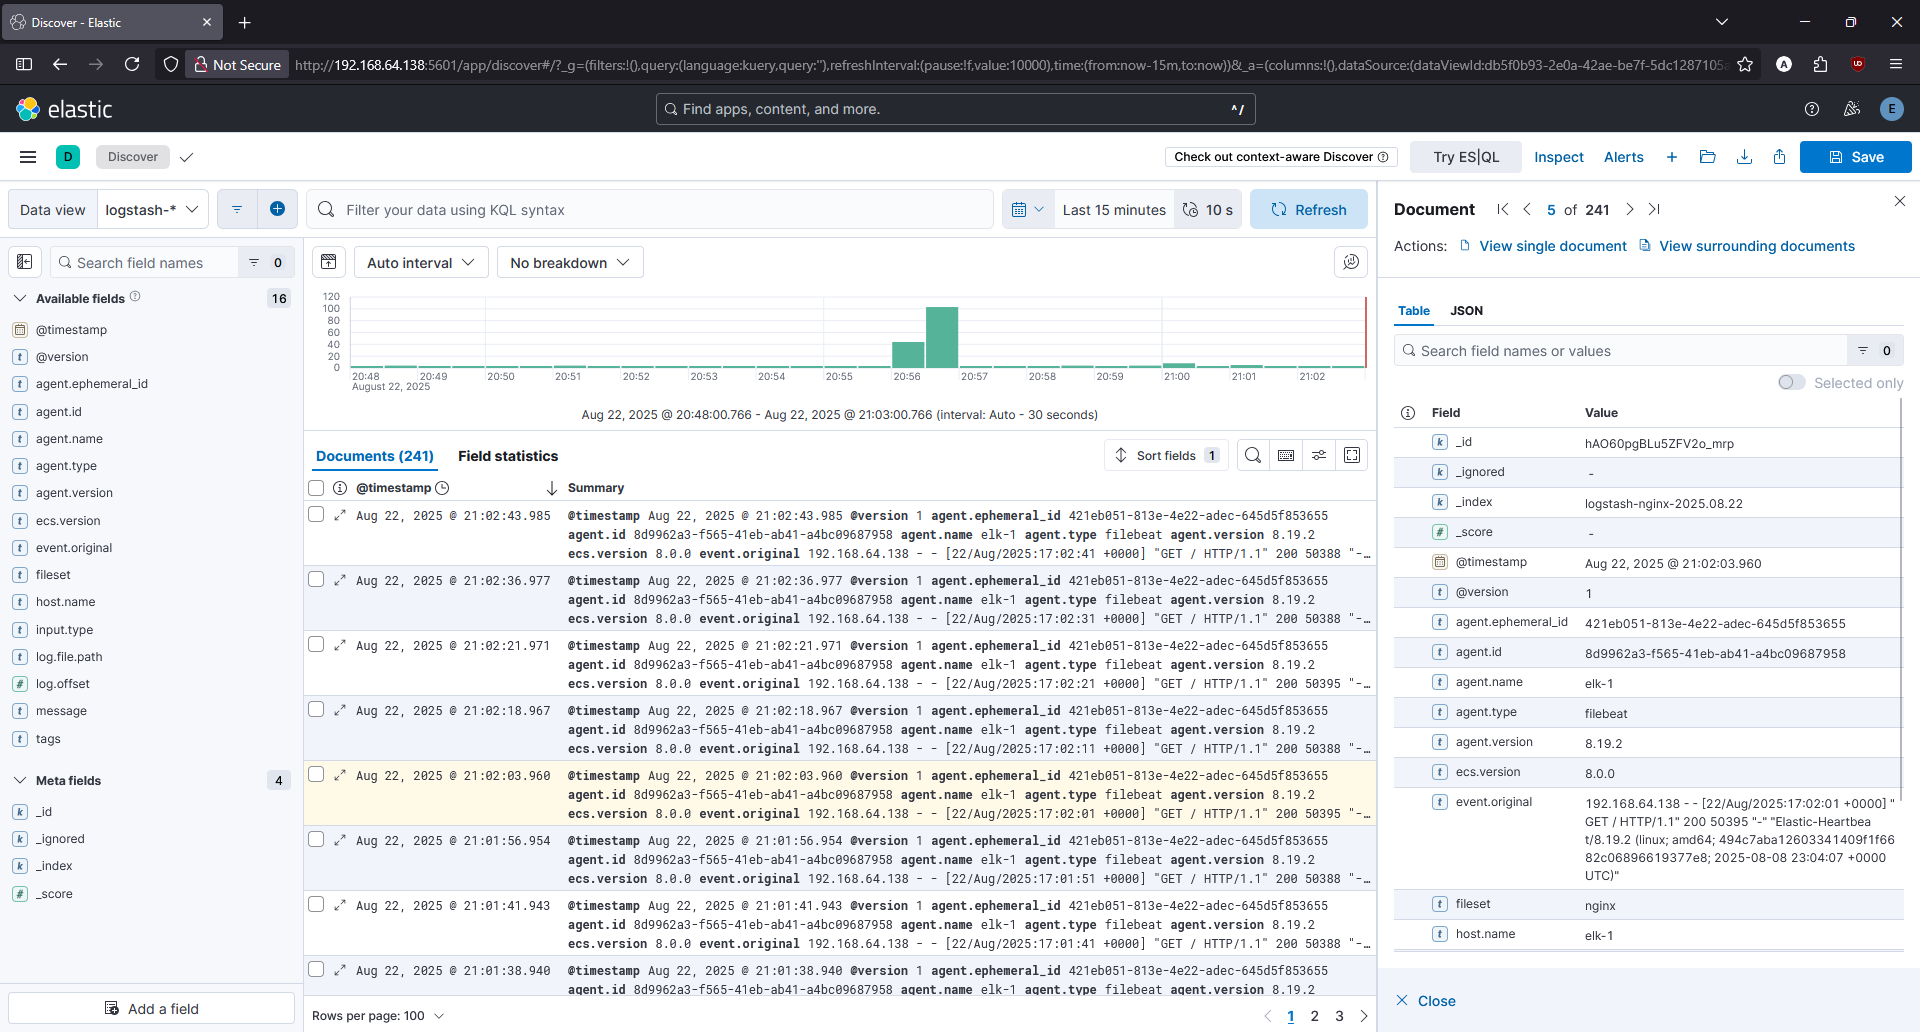 Discover - Elastic
Not Secure
http://192.168.64.138:5601/app/discover#/?_g=(filters:!(),query:(language:kuery,query:''),refreshInterval:(pause:!f,value:10000),time:(from:now-15m,to:now))&_a=(columns:!(),dataSource:(dataViewId:db5f0b93-2e0a-42ae-be7f-5dc1287105
elastic
Find apps, content, and more.
^/
E
D
Discover
Check out context-aware Discover
Try ES|QL
Inspect
Alerts
Save
Data view
logstash-*
Filter your data using KQL syntax
Last 15 minutes
10 s
Refresh
Search field names
0
Available fields
16
@timestamp
@version
agent.ephemeral_id
agent.id
agent.name
agent.type
agent.version
ecs.version
event.original
fileset
host.name
input.type
log.file.path
log.offset
message
tags
Meta fields
4
_id
_ignored
_index
_score
Add a field
Auto interval
No breakdown
120
100
80
60
40
20
0
20:48 20:49 20:50 20:51 20:52 20:53 20:54 20:55 20:56 20:57 20:58 20:59 21:00 21:01 21:02
August 22, 2025
Aug 22, 2025 @ 20:48:00.766 - Aug 22, 2025 @ 21:03:00.766 (interval: Auto - 30 seconds)
Documents (241)
Field statistics
Sort fields 1
@timestamp
Summary
Aug 22, 2025 @ 21:02:43.985 @timestamp Aug 22, 2025 @ 21:02:43.985 @version 1 agent.ephemeral_id 421eb051-813e-4e22-adec-645d5f853655
agent.id 8d9962a3-f565-41eb-ab41-a4bc09687958 agent.name elk-1 agent.type filebeat agent.version 8.19.2
ecs.version 8.0.0 event.original 192.168.64.138 - - [22/Aug/2025:17:02:41 +0000] "GET / HTTP/1.1" 200 50388 "-…
Aug 22, 2025 @ 21:02:36.977 @timestamp Aug 22, 2025 @ 21:02:36.977 @version 1 agent.ephemeral_id 421eb051-813e-4e22-adec-645d5f853655
agent.id 8d9962a3-f565-41eb-ab41-a4bc09687958 agent.name elk-1 agent.type filebeat agent.version 8.19.2
ecs.version 8.0.0 event.original 192.168.64.138 - - [22/Aug/2025:17:02:31 +0000] "GET / HTTP/1.1" 200 50388 "-…
Aug 22, 2025 @ 21:02:21.971 @timestamp Aug 22, 2025 @ 21:02:21.971 @version 1 agent.ephemeral_id 421eb051-813e-4e22-adec-645d5f853655
agent.id 8d9962a3-f565-41eb-ab41-a4bc09687958 agent.name elk-1 agent.type filebeat agent.version 8.19.2
ecs.version 8.0.0 event.original 192.168.64.138 - - [22/Aug/2025:17:02:21 +0000] "GET / HTTP/1.1" 200 50395 "-…
Aug 22, 2025 @ 21:02:18.967 @timestamp Aug 22, 2025 @ 21:02:18.967 @version 1 agent.ephemeral_id 421eb051-813e-4e22-adec-645d5f853655
agent.id 8d9962a3-f565-41eb-ab41-a4bc09687958 agent.name elk-1 agent.type filebeat agent.version 8.19.2
ecs.version 8.0.0 event.original 192.168.64.138 - - [22/Aug/2025:17:02:11 +0000] "GET / HTTP/1.1" 200 50388 "-…
Aug 22, 2025 @ 21:02:03.960 @timestamp Aug 22, 2025 @ 21:02:03.960 @version 1 agent.ephemeral_id 421eb051-813e-4e22-adec-645d5f853655
agent.id 8d9962a3-f565-41eb-ab41-a4bc09687958 agent.name elk-1 agent.type filebeat agent.version 8.19.2
ecs.version 8.0.0 event.original 192.168.64.138 - - [22/Aug/2025:17:02:01 +0000] "GET / HTTP/1.1" 200 50395 "-…
Aug 22, 2025 @ 21:01:56.954 @timestamp Aug 22, 2025 @ 21:01:56.954 @version 1 agent.ephemeral_id 421eb051-813e-4e22-adec-645d5f853655
agent.id 8d9962a3-f565-41eb-ab41-a4bc09687958 agent.name elk-1 agent.type filebeat agent.version 8.19.2
ecs.version 8.0.0 event.original 192.168.64.138 - - [22/Aug/2025:17:01:51 +0000] "GET / HTTP/1.1" 200 50388 "-…
Aug 22, 2025 @ 21:01:41.943 @timestamp Aug 22, 2025 @ 21:01:41.943 @version 1 agent.ephemeral_id 421eb051-813e-4e22-adec-645d5f853655
agent.id 8d9962a3-f565-41eb-ab41-a4bc09687958 agent.name elk-1 agent.type filebeat agent.version 8.19.2
ecs.version 8.0.0 event.original 192.168.64.138 - - [22/Aug/2025:17:01:41 +0000] "GET / HTTP/1.1" 200 50388 "-…
Aug 22, 2025 @ 21:01:38.940 @timestamp Aug 22, 2025 @ 21:01:38.940 @version 1 agent.ephemeral_id 421eb051-813e-4e22-adec-645d5f853655
agent.id 8d9962a3-f565-41eb-ab41-a4bc09687958 agent.name elk-1 agent.type filebeat agent.version 8.19.2
Rows per page: 100
1 2 3
Document
5 of 241
Actions: View single document View surrounding documents
Table
JSON
Search field names or values
0
Selected only
Field Value
_id hAO60pgBLu5ZFV2o_mrp
_ignored -
_index logstash-nginx-2025.08.22
_score -
@timestamp Aug 22, 2025 @ 21:02:03.960
@version 1
agent.ephemeral_id 421eb051-813e-4e22-adec-645d5f853655
agent.id 8d9962a3-f565-41eb-ab41-a4bc09687958
agent.name elk-1
agent.type filebeat
agent.version 8.19.2
ecs.version 8.0.0
event.original 192.168.64.138 - - [22/Aug/2025:17:02:01 +0000] "
GET / HTTP/1.1" 200 50395 "-" "Elastic-Heartbea
t/8.19.2 (linux; amd64; 494c7aba12603341409f1f66
82c06896619377e8; 2025-08-08 23:04:07 +0000
UTC)"
fileset nginx
host.name elk-1
Close